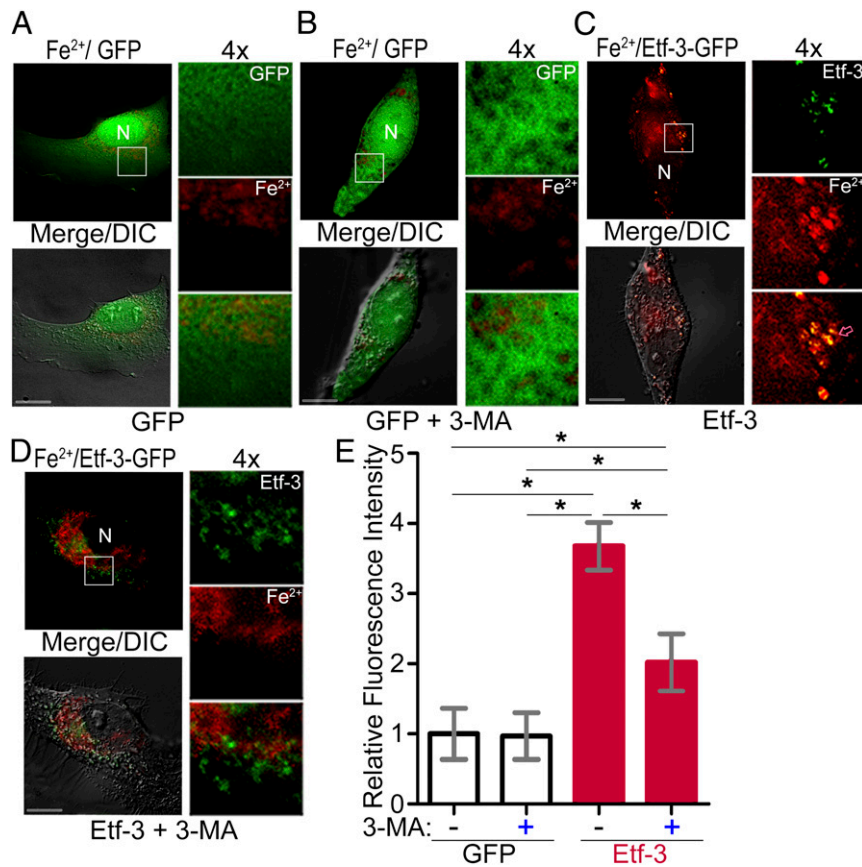 A
Fe²⁺/ GFP
4x
GFP
N
Fe²⁺
Merge/DIC
GFP
B
Fe²⁺/ GFP
4x
GFP
N
Fe²⁺
Merge/DIC
GFP + 3-MA
C
Fe²⁺/Etf-3-GFP
4x
Etf-3
N
Fe²⁺
Merge/DIC
Etf-3
D
Fe²⁺/Etf-3-GFP
4x
Etf-3
N
Fe²⁺
Merge/DIC
Etf-3 + 3-MA
E
Relative Fluorescence Intensity
5
4
3
2
1
0
*
* *
* * *
3-MA: - + - +
GFP Etf-3